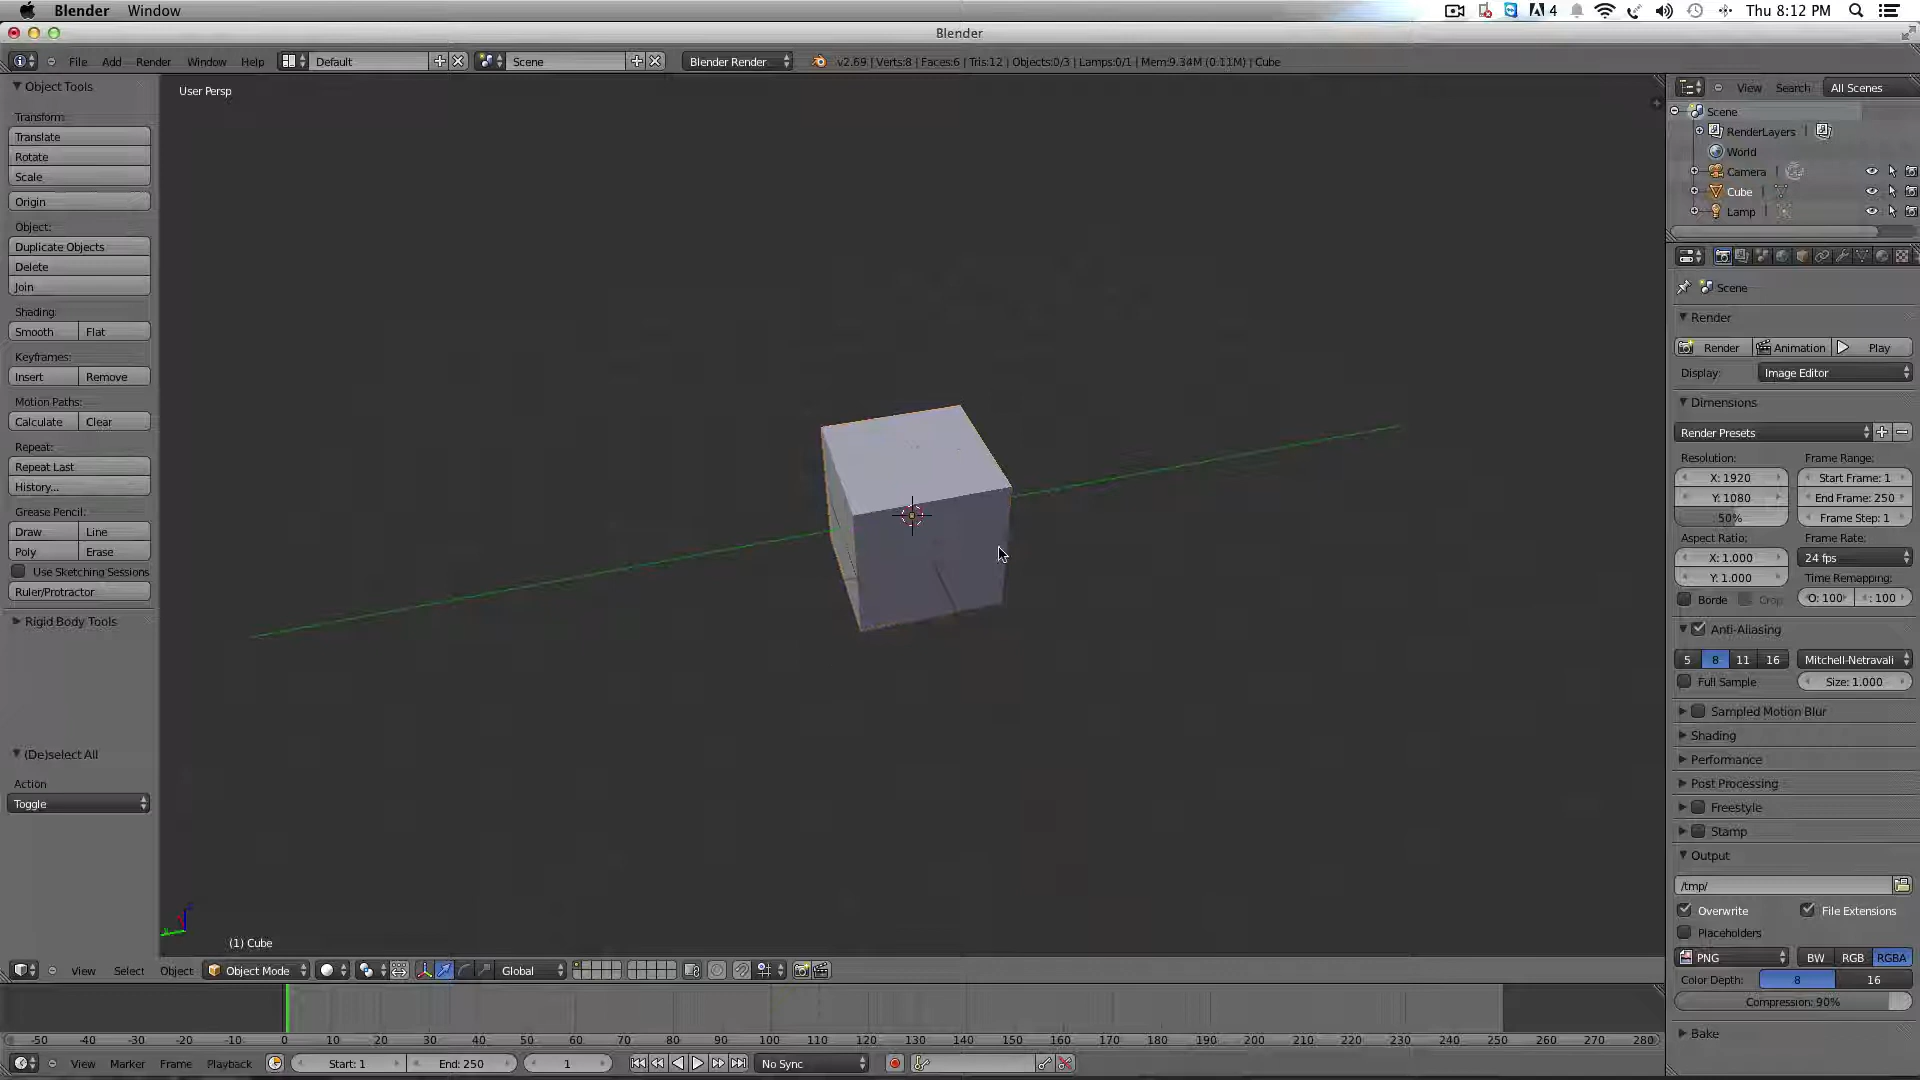 Blender Window
4 Thu 8:12 PM
Blender
File Add Render Window Help Default Scene Blender Render v2.69 | Verts:8 | Faces:6 | Tris:12 | Objects:0/3 | Lamps:0/1 | Mem:9.34M (0.11M) | Cube
Object Tools
Transform:
Translate
Rotate
Scale
Origin
Object:
Duplicate Objects
Delete
Join
Shading:
Smooth Flat
Keyframes:
Insert Remove
Motion Paths:
Calculate Clear
Repeat:
Repeat Last
History...
Grease Pencil:
Draw Line
Poly Erase
Use Sketching Sessions
Ruler/Protractor
Rigid Body Tools
(De)select All
Action
Toggle
User Persp
(1) Cube
View Select Object Object Mode Global
-50 -40 -30 -20 -10 0 10 20 30 40 50 60 70 80 90 100 110 120 130 140 150 160 170 180 190 200 210 220 230 240 250 260 270 280
View Marker Frame Playback Start: 1 End: 250 1 No Sync
View Search All Scenes
Scene
RenderLayers |
World
Camera |
Cube |
Lamp |
Scene
Render
Render Animation Play
Display: Image Editor
Dimensions
Render Presets
Resolution: Frame Range:
X: 1920 Start Frame: 1
Y: 1080 End Frame: 250
50% Frame Step: 1
Aspect Ratio: Frame Rate:
X: 1.000 24 fps
Y: 1.000 Time Remapping:
Borde Crop O: 100 : 100
Anti-Aliasing
5 8 11 16 Mitchell-Netravali
Full Sample Size: 1.000
Sampled Motion Blur
Shading
Performance
Post Processing
Freestyle
Stamp
Output
/tmp/
Overwrite File Extensions
Placeholders
PNG BW RGB RGBA
Color Depth: 8 16
Compression: 90%
Bake